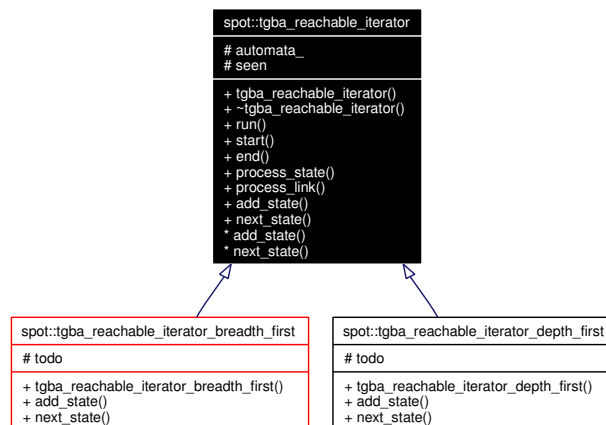 spot::tgba_reachable_iterator
# automata_
# seen
+ tgba_reachable_iterator()
+ ~tgba_reachable_iterator()
+ run()
+ start()
+ end()
+ process_state()
+ process_link()
+ add_state()
+ next_state()
* add_state()
* next_state()
spot::tgba_reachable_iterator_breadth_first
# todo
+ tgba_reachable_iterator_breadth_first()
+ add_state()
+ next_state()
spot::tgba_reachable_iterator_depth_first
# todo
+ tgba_reachable_iterator_depth_first()
+ add_state()
+ next_state()